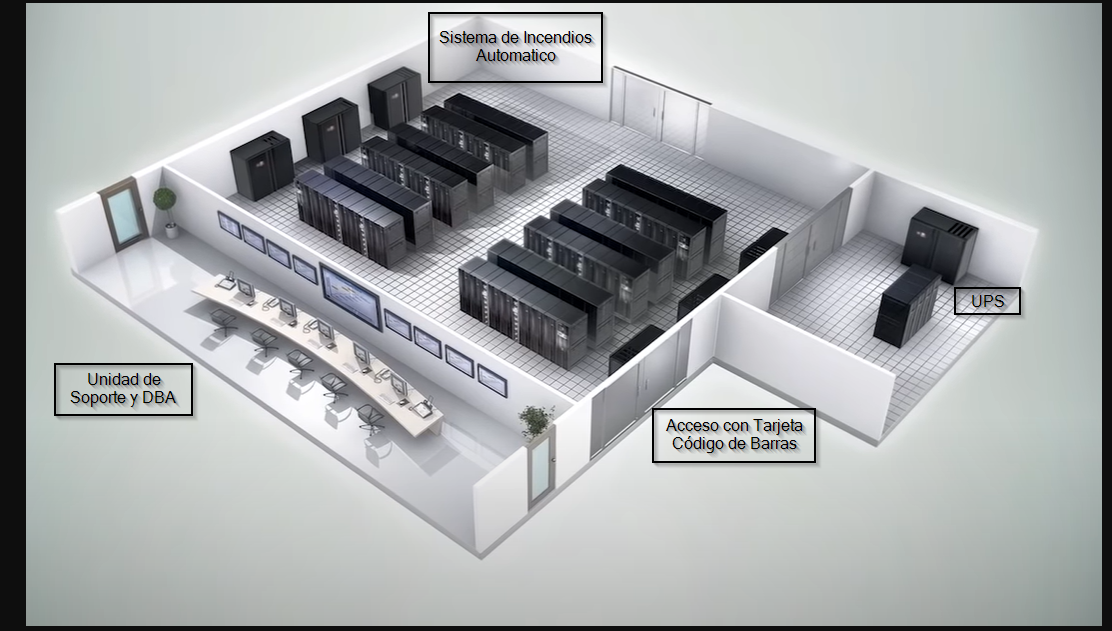 Sistema de Incendios
Automatico
UPS
Unidad de
Soporte y DBA
Acceso con Tarjeta
Código de Barras